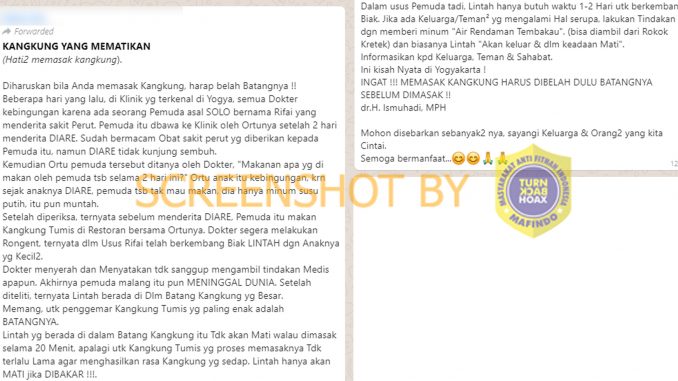 Forwarded
KANGKUNG YANG MEMATIKAN
(Hati2 memasak kangkung).
Diharuskan bila Anda memasak Kangkung, harap belah Batangnya !!
Beberapa hari yang lalu, di Klinik yg terkenal di Yogya, semua Dokter
kebingungan karena ada seorang Pemuda asal SOLO bernama Rifai yang
menderita sakit Perut. Pemuda itu dbawa ke Klinik oleh Ortunya setelah 2 hari
menderita DIARE. Sudah bermacam Obat sakit perut yg diberikan kepada
Pemuda itu, namun DIARE tidak kunjung sembuh.
Kemudian Ortu pemuda tersebut ditanya oleh Dokter. "Makanan apa yg di
makan oleh pemuda tsb selama 2 hari ini?" Ortu anak itu kebingungan, krn
sejak anaknya DIARE, pemuda tsb tak mau makan, dia hanya minum susu
putih, itu pun muntah.
Setelah diperiksa, ternyata sebelum menderita DIARE, Pemuda itu makan
Kangkung Tumis di Restoran bersama Ortunya. Dokter segera melakukan
Rongent, ternyata dlm Usus Rifai telah berkembang Biak LINTAH dgn Anaknya
yg Kecil2.
Dokter menyerah dan Menyatakan tdk sanggup mengambil tindakan Medis
apapun. Akhirnya pemuda malang itu pun MENINGGAL DUNIA. Setelah
diteliti, ternyata Lintah berada di Dlm Batang Kangkung yg Besar.
Memang, utk penggemar Kangkung Tumis yg paling enak adalah
BATANGNYA.
Lintah yg berada di dalam Batang Kangkung itu Tdk akan Mati walau dimasak
selama 20 Menit, apalagi utk Kangkung Tumis yg proses memasaknya Tdk
terlalu Lama agar menghasilkan rasa Kangkung yg sedap. Lintah hanya akan
MATI jika DIBAKAR !!!.
Dalam usus Pemuda tadi, Lintah hanya butuh waktu 1-2 Hari utk berkembang
Biak. Jika ada Keluarga/Teman² yg mengalami Hal serupa, lakukan Tindakan
dgn memberi minum "Air Rendaman Tembakau". (bisa diambil dari Rokok
Kretek) dan biasanya Lintah "Akan keluar & dlm keadaan Mati".
Informasikan kpd Keluarga, Teman & Sahabat.
Ini kisah Nyata di Yogyakarta !
INGAT !!! MEMASAK KANGKUNG HARUS DIBELAH DULU BATANGNYA
SEBELUM DIMASAK !!
dr.H. Ismuhadi, MPH
Mohon disebarkan sebanyak2 nya, sayangi Keluarga & Orang2 yang kita
Cintai.
Semoga bermanfaat...😊😊🙏🙏
SCREENSHOT BY
MASYARAKAT ANTI FITNAH INDONESIA
TURN
BACK
HOAX
MAFINDO